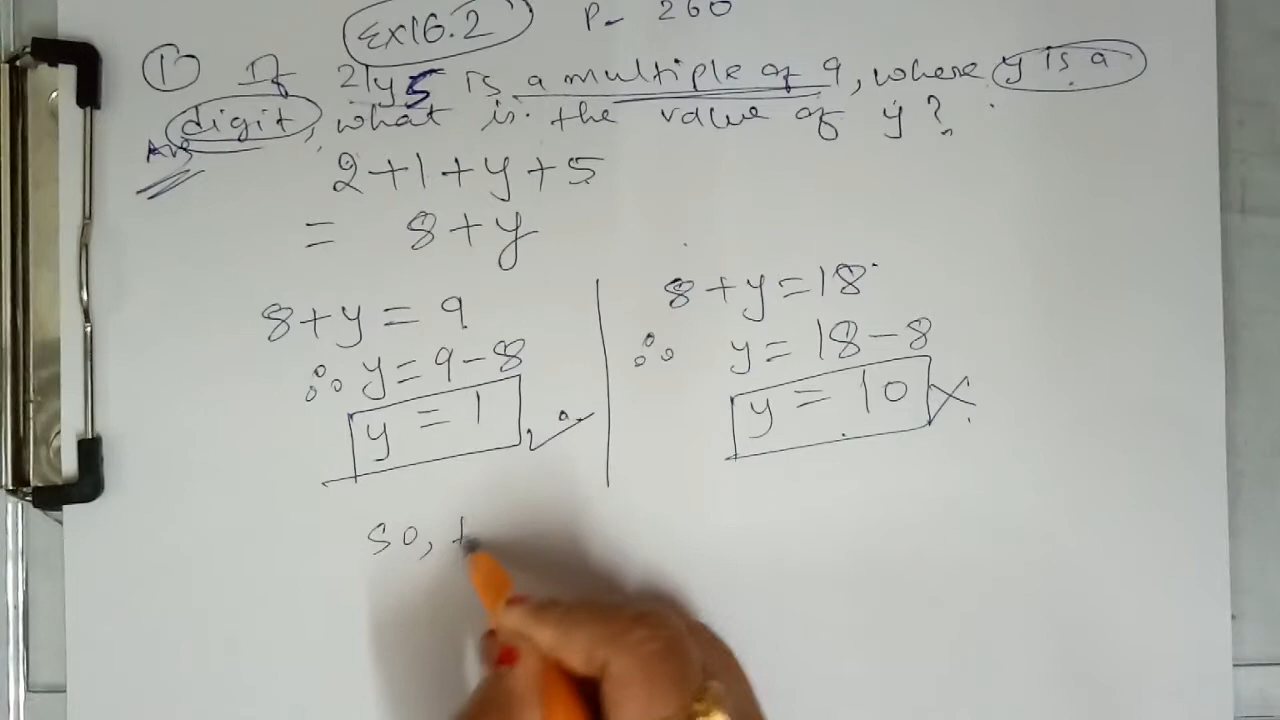 Ex16.2 P- 260
① If 21y5 is a multiple of 9, where y is a
digit, what is the value of y?
Ans
2+1+y+5
= 8+y
8+y=9
∴ y=9-8
y=1
8+y=18
∴ y=18-8
y=10 ×
so, t